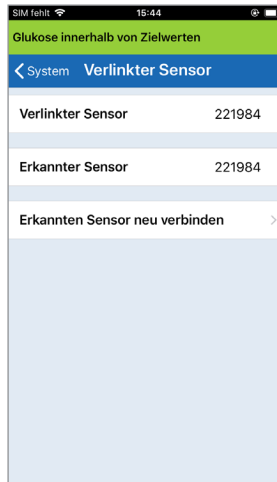 SIM fehlt 15:44
Glukose innerhalb von Zielwerten
System Verlinkter Sensor
Verlinkter Sensor 221984
Erkannter Sensor 221984
Erkannten Sensor neu verbinden